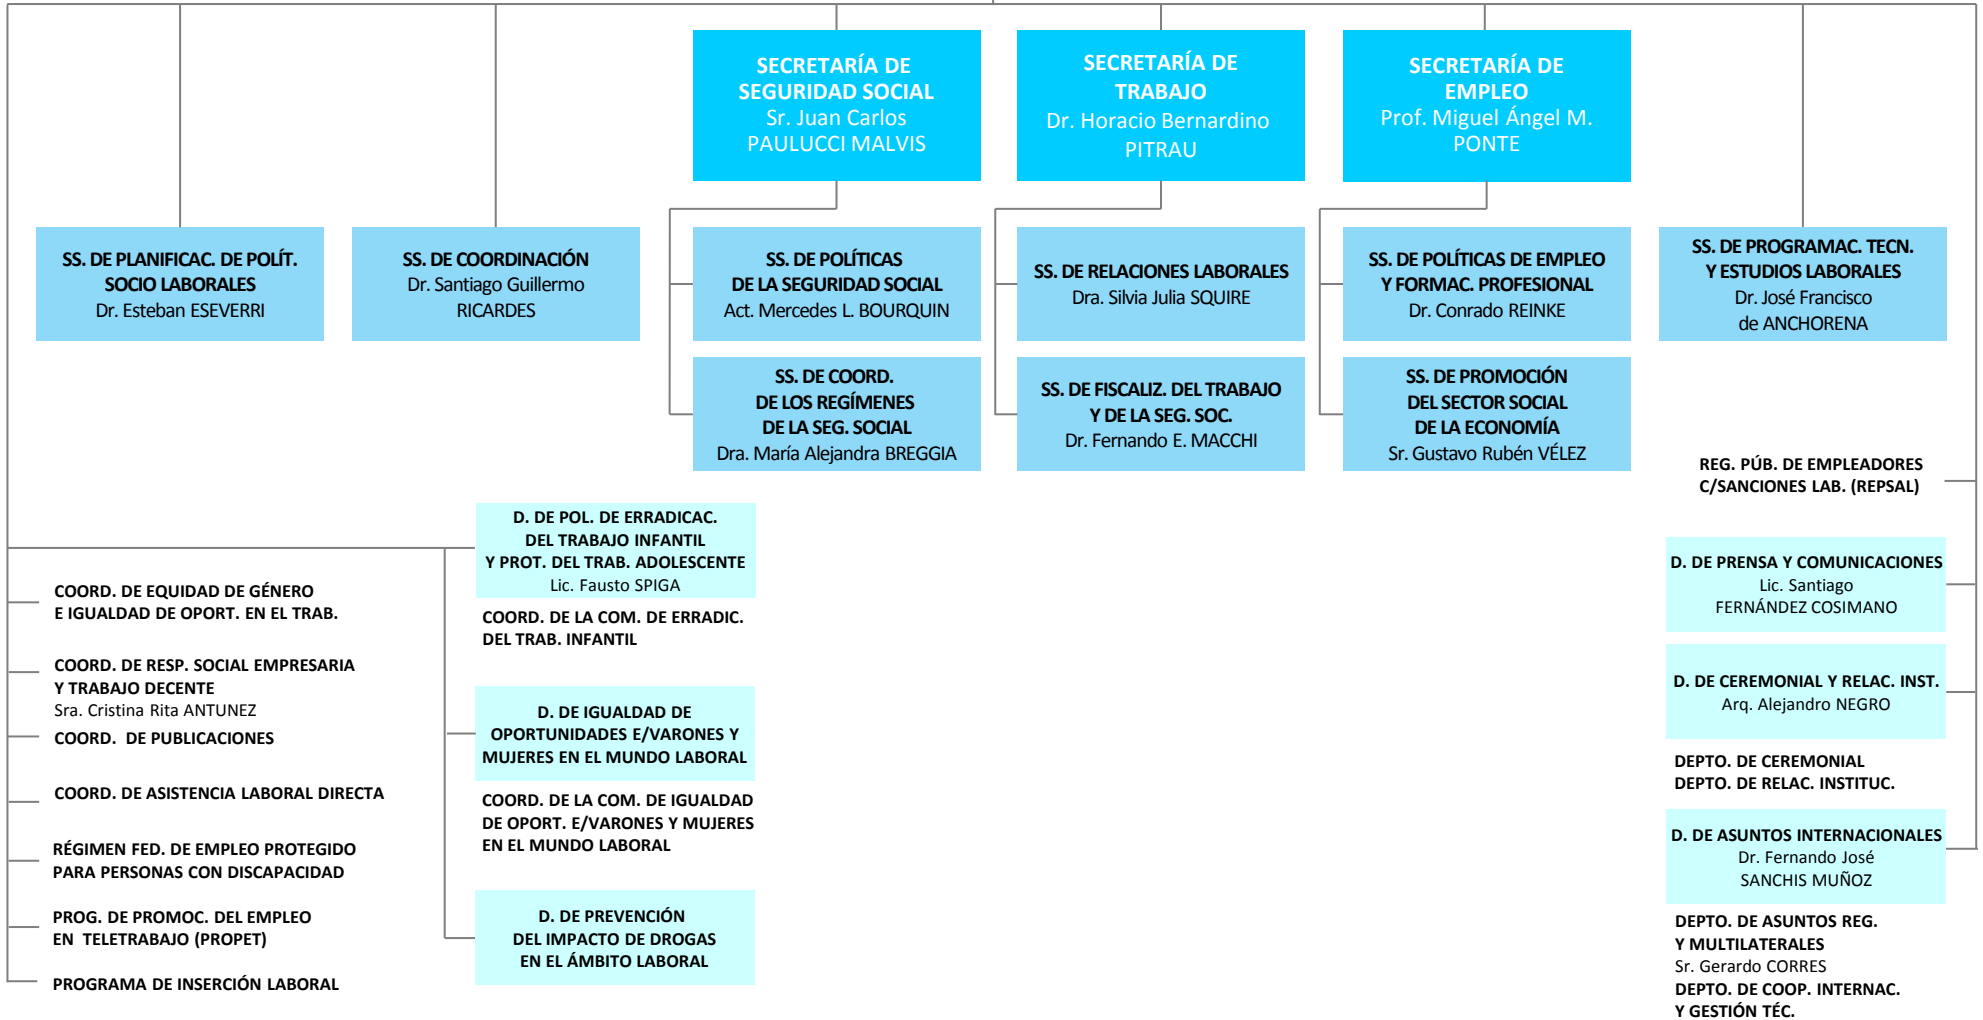 SECRETARÍA DE
SEGURIDAD SOCIAL
Sr. Juan Carlos
PAULUCCI MALVIS
SECRETARÍA DE
TRABAJO
Dr. Horacio Bernardino
PITRAU
SECRETARÍA DE
EMPLEO
Prof. Miguel Ángel M.
PONTE
SS. DE PLANIFICAC. DE POLÍT.
SOCIO LABORALES
Dr. Esteban ESEVERRI
SS. DE COORDINACIÓN
Dr. Santiago Guillermo
RICARDES
SS. DE POLÍTICAS
DE LA SEGURIDAD SOCIAL
Act. Mercedes L. BOURQUIN
SS. DE RELACIONES LABORALES
Dra. Silvia Julia SQUIRE
SS. DE POLÍTICAS DE EMPLEO
Y FORMAC. PROFESIONAL
Dr. Conrado REINKE
SS. DE PROGRAMAC. TECN.
Y ESTUDIOS LABORALES
Dr. José Francisco
de ANCHORENA
SS. DE COORD.
DE LOS REGÍMENES
DE LA SEG. SOCIAL
Dra. María Alejandra BREGGIA
SS. DE FISCALIZ. DEL TRABAJO
Y DE LA SEG. SOC.
Dr. Fernando E. MACCHI
SS. DE PROMOCIÓN
DEL SECTOR SOCIAL
DE LA ECONOMÍA
Sr. Gustavo Rubén VÉLEZ
COORD. DE EQUIDAD DE GÉNERO
E IGUALDAD DE OPORT. EN EL TRAB.
COORD. DE RESP. SOCIAL EMPRESARIA
Y TRABAJO DECENTE
Sra. Cristina Rita ANTUNEZ
COORD. DE PUBLICACIONES
COORD. DE ASISTENCIA LABORAL DIRECTA
RÉGIMEN FED. DE EMPLEO PROTEGIDO
PARA PERSONAS CON DISCAPACIDAD
PROG. DE PROMOC. DEL EMPLEO
EN TELETRABAJO (PROPET)
PROGRAMA DE INSERCIÓN LABORAL
D. DE POL. DE ERRADICAC.
DEL TRABAJO INFANTIL
Y PROT. DEL TRAB. ADOLESCENTE
Lic. Fausto SPIGA
COORD. DE LA COM. DE ERRADIC.
DEL TRAB. INFANTIL
D. DE IGUALDAD DE
OPORTUNIDADES E/VARONES Y
MUJERES EN EL MUNDO LABORAL
COORD. DE LA COM. DE IGUALDAD
DE OPORT. E/VARONES Y MUJERES
EN EL MUNDO LABORAL
D. DE PREVENCIÓN
DEL IMPACTO DE DROGAS
EN EL ÁMBITO LABORAL
REG. PÚB. DE EMPLEADORES
C/SANCIONES LAB. (REPSAL)
D. DE PRENSA Y COMUNICACIONES
Lic. Santiago
FERNÁNDEZ COSIMANO
D. DE CEREMONIAL Y RELAC. INST.
Arq. Alejandro NEGRO
DEPTO. DE CEREMONIAL
DEPTO. DE RELAC. INSTITUC.
D. DE ASUNTOS INTERNACIONALES
Dr. Fernando José
SANCHIS MUÑOZ
DEPTO. DE ASUNTOS REG.
Y MULTILATERALES
Sr. Gerardo CORRES
DEPTO. DE COOP. INTERNAC.
Y GESTIÓN TÉC.